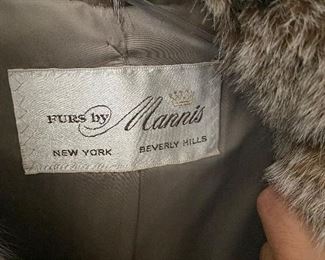 FURS by Mannis
NEW YORK BEVERLY HILLS